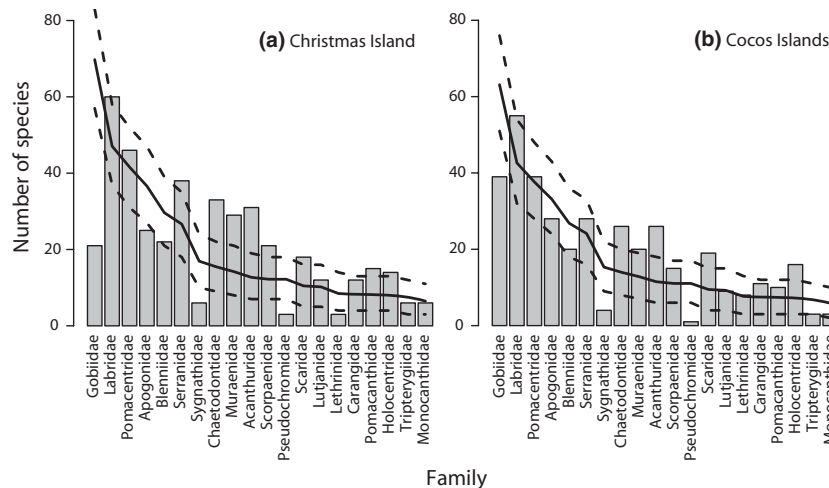 (a) Christmas Island
(b) Cocos Islands
Number of species
80
60
40
20
0
Gobiidae
Labridae
Pomacentridae
Apogonidae
Blenniidae
Serranidae
Sygnathidae
Chaetodontidae
Muraenidae
Acanthuridae
Scorpaenidae
Pseudochromidae
Scaridae
Lutjanidae
Lethrinidae
Carangidae
Pomacanthidae
Holocentridae
Tripterygiidae
Monocanthidae
80
60
40
20
0
Gobiidae
Labridae
Pomacentridae
Apogonidae
Blenniidae
Serranidae
Sygnathidae
Chaetodontidae
Muraenidae
Acanthuridae
Scorpaenidae
Pseudochromidae
Scaridae
Lutjanidae
Lethrinidae
Carangidae
Pomacanthidae
Holocentridae
Tripterygiidae
Monocanthidae
Family